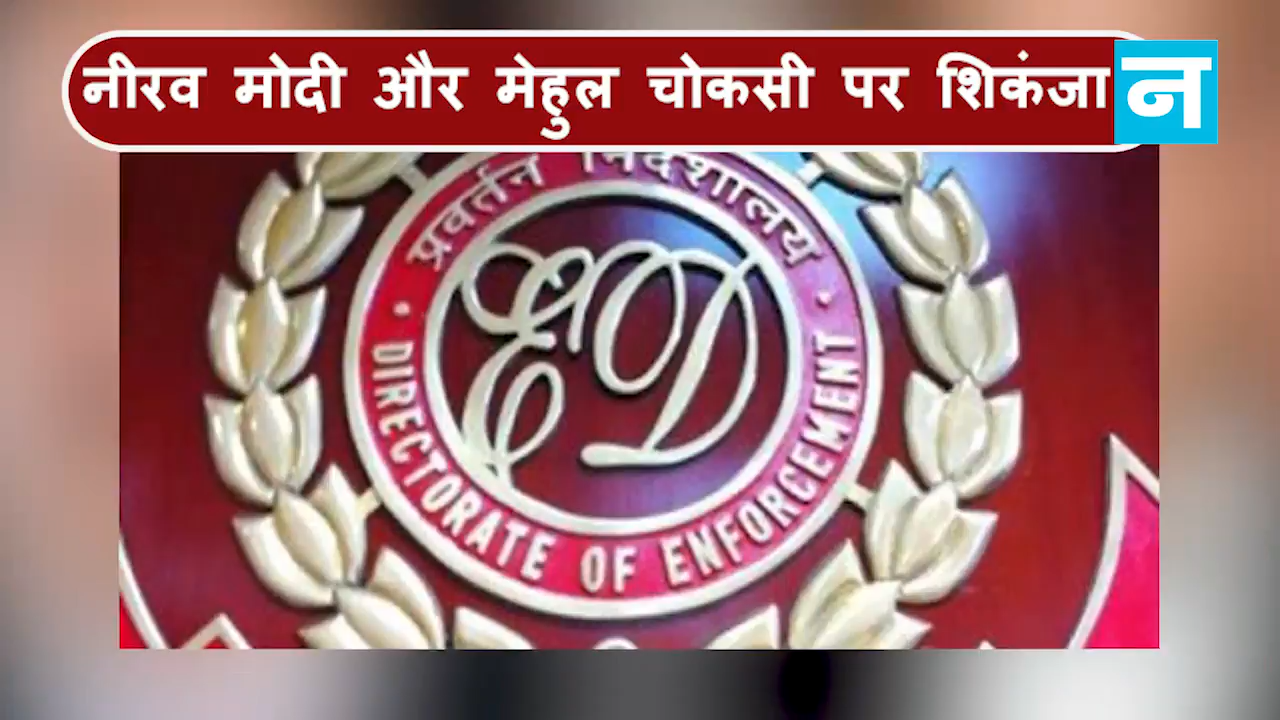 नीरव मोदी और मेहुल चोकसी पर शिकंजा
न
प्रवर्तन निदेशालय
ED
DIRECTORATE OF ENFORCEMENT